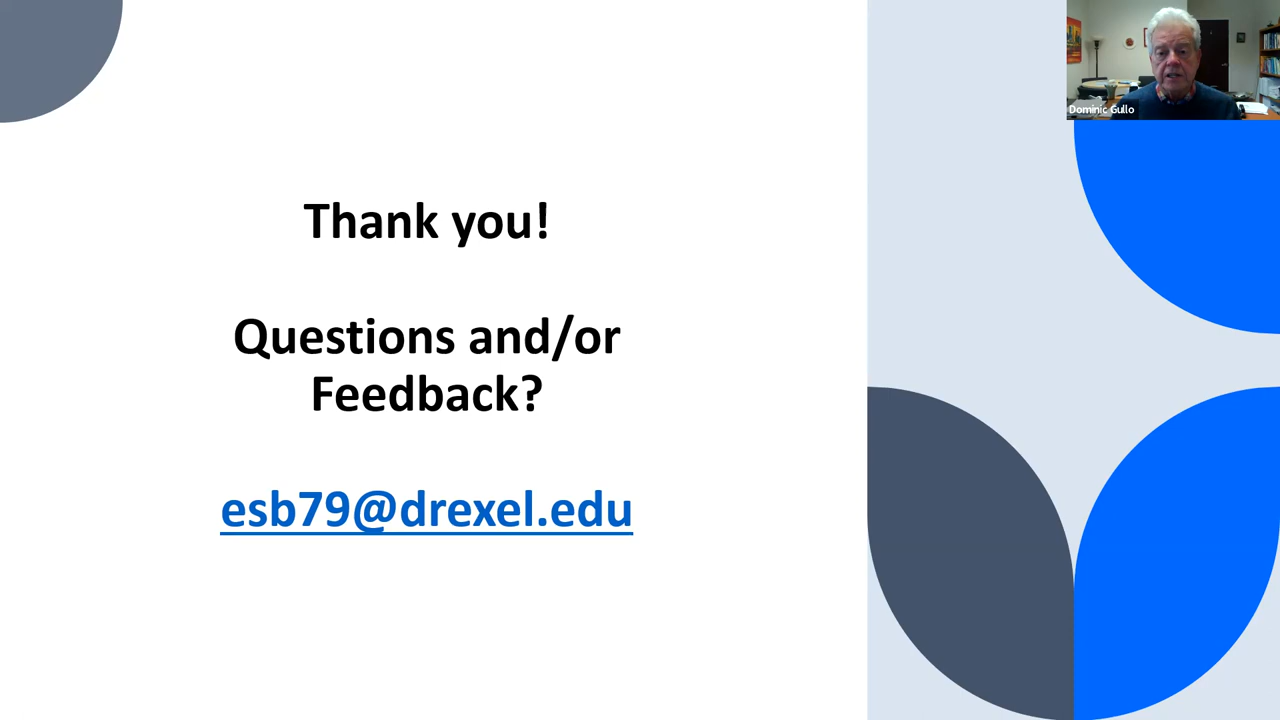 Dominic Gullo
Thank you!
Questions and/or
Feedback?
esb79@drexel.edu